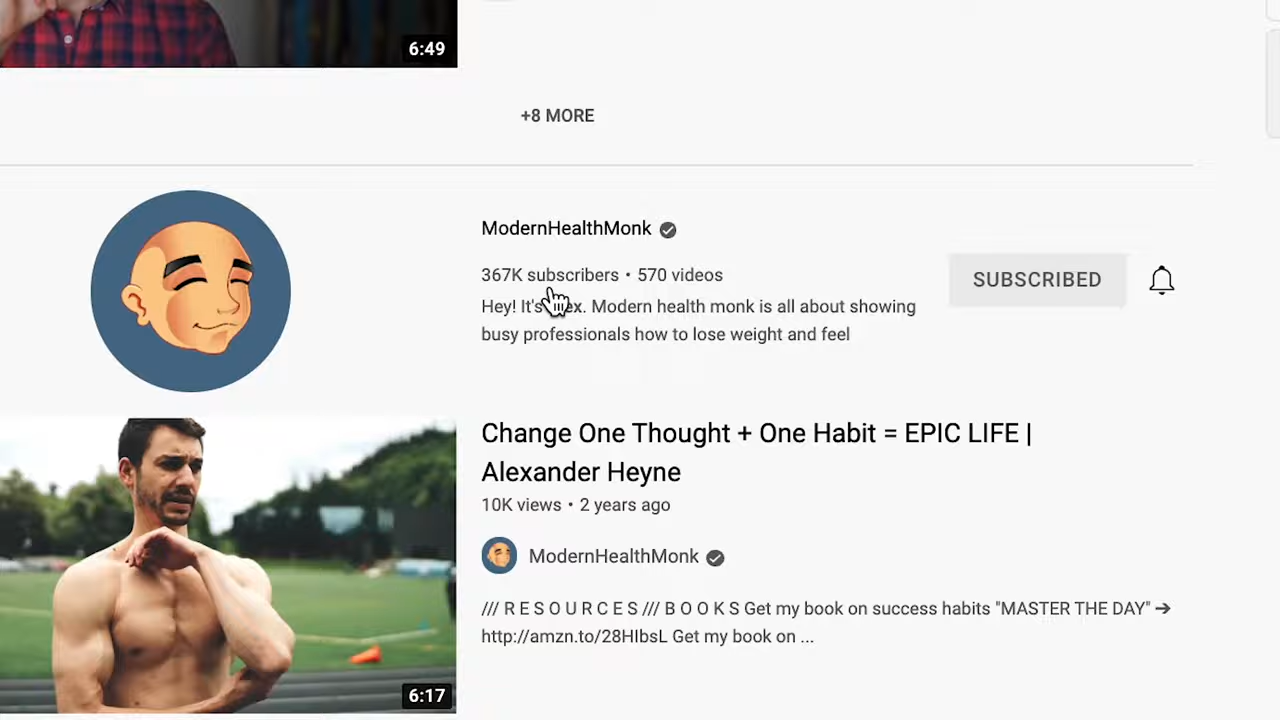 6:49
+8 MORE
ModernHealthMonk
367K subscribers • 570 videos
Hey! It's ex. Modern health monk is all about showing
busy professionals how to lose weight and feel
SUBSCRIBED
Change One Thought + One Habit = EPIC LIFE |
Alexander Heyne
10K views • 2 years ago
ModernHealthMonk
/// R E S O U R C E S /// B O O K S Get my book on success habits "MASTER THE DAY" ➔
http://amzn.to/28HIbsL Get my book on ...
6:17